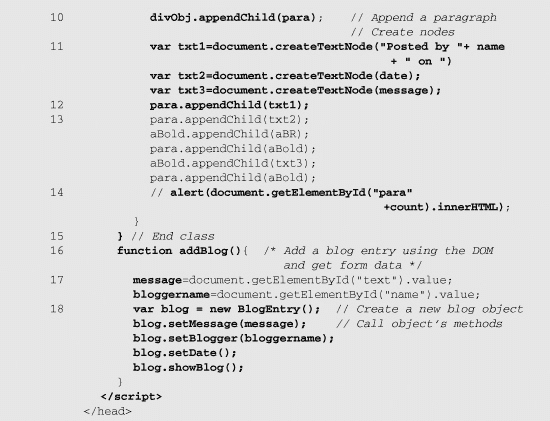 10 divObj.appendChild(para); // Append a paragraph
// Create nodes
11 var txt1=document.createTextNode("Posted by "+ name
+ " on ")
var txt2=document.createTextNode(date);
var txt3=document.createTextNode(message);
12 para.appendChild(txt1);
13 para.appendChild(txt2);
aBold.appendChild(aBR);
para.appendChild(aBold);
aBold.appendChild(txt3);
para.appendChild(aBold);
14 // alert(document.getElementById("para"
+count).innerHTML);
}
15 } // End class
16 function addBlog(){ /* Add a blog entry using the DOM
and get form data */
17 message=document.getElementById("text").value;
bloggername=document.getElementById("name").value;
18 var blog = new BlogEntry(); // Create a new blog object
blog.setMessage(message); // Call object's methods
blog.setBlogger(bloggername);
blog.setDate();
blog.showBlog();
}
</script>
</head>